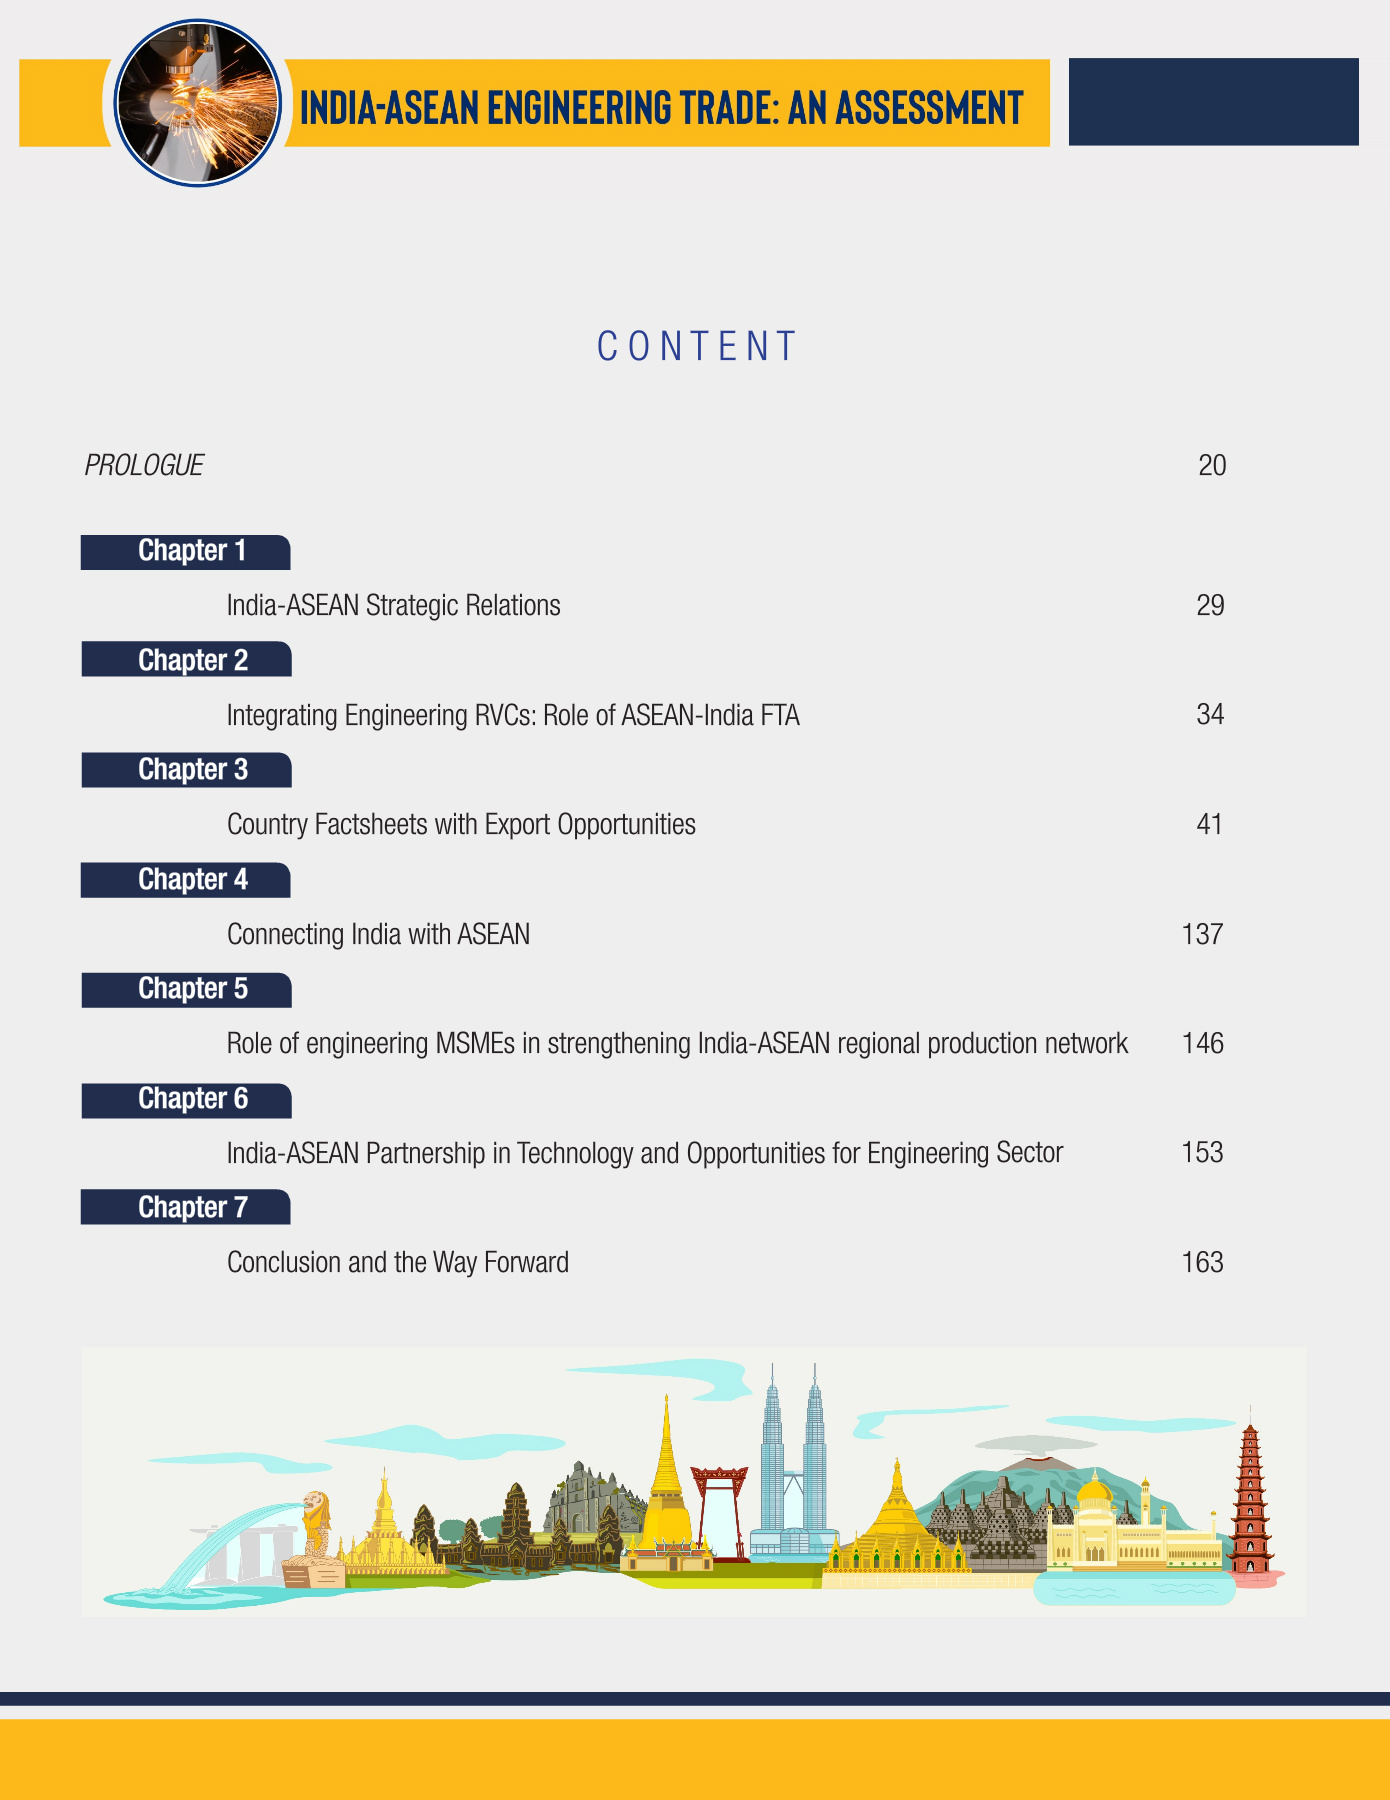 INDIA-ASEAN ENGINEERING TRADE: AN ASSESSMENT
CONTENT
PROLOGUE 20
Chapter 1
India-ASEAN Strategic Relations 29
Chapter 2
Integrating Engineering RVCs: Role of ASEAN-India FTA 34
Chapter 3
Country Factsheets with Export Opportunities 41
Chapter 4
Connecting India with ASEAN 137
Chapter 5
Role of engineering MSMEs in strengthening India-ASEAN regional production network 146
Chapter 6
India-ASEAN Partnership in Technology and Opportunities for Engineering Sector 153
Chapter 7
Conclusion and the Way Forward 163